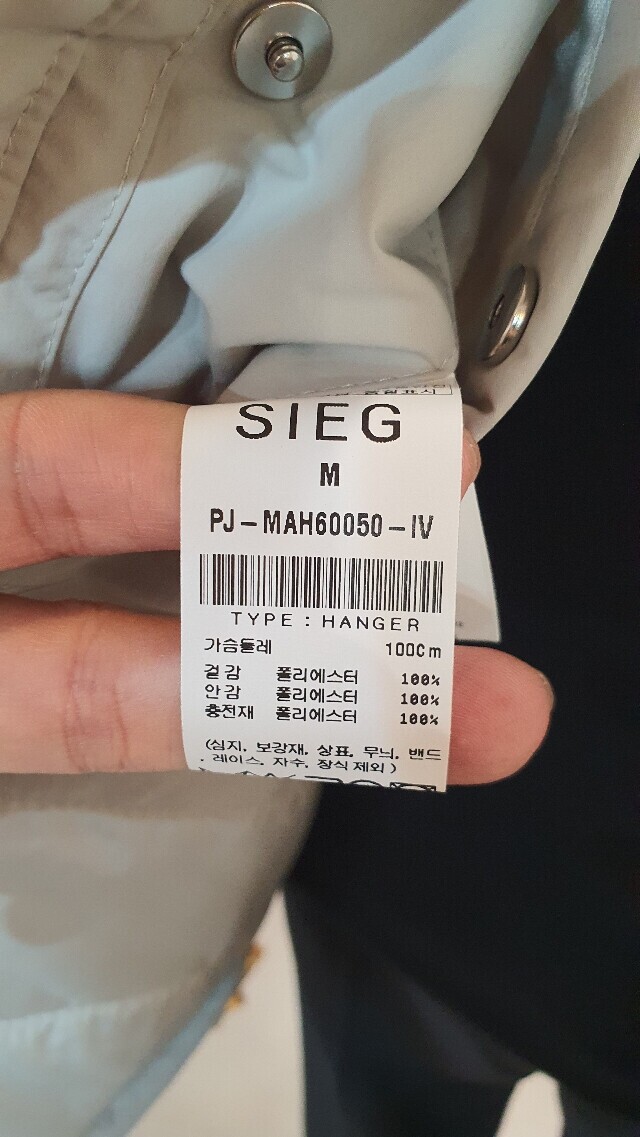 SIEG
M
PJ-MAH60050-IV
TYPE : HANGER
가슴둘레 100Cm
겉감 폴리에스터 100%
안감 폴리에스터 100%
충전재 폴리에스터 100%
(심지, 보강재, 상표, 무늬, 밴드
, 레이스, 자수, 장식 제외)